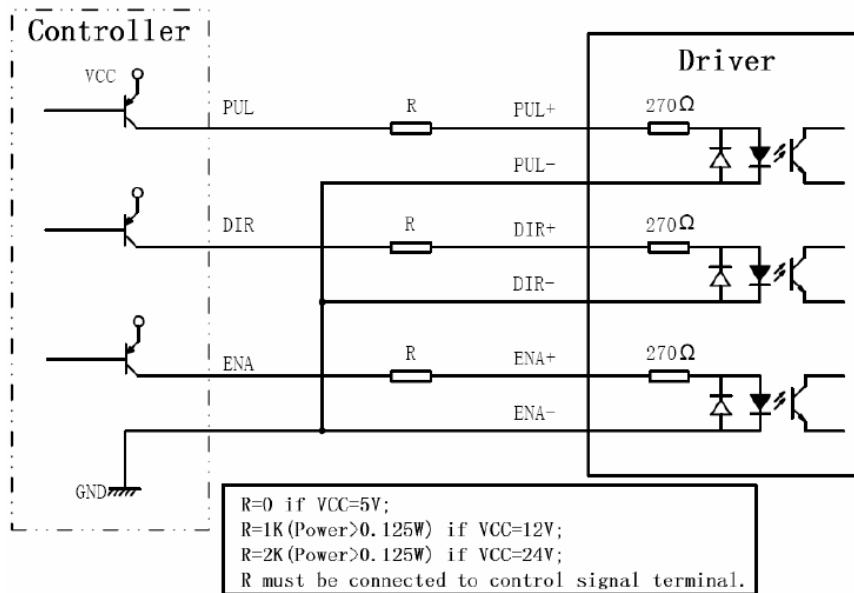 Controller
Driver
VCC
PUL
R
PUL+
270Ω
PUL-
DIR
R
DIR+
270Ω
DIR-
ENA
R
ENA+
270Ω
ENA-
GND
R=0 if VCC=5V;
R=1K(Power>0.125W) if VCC=12V;
R=2K(Power>0.125W) if VCC=24V;
R must be connected to control signal terminal.